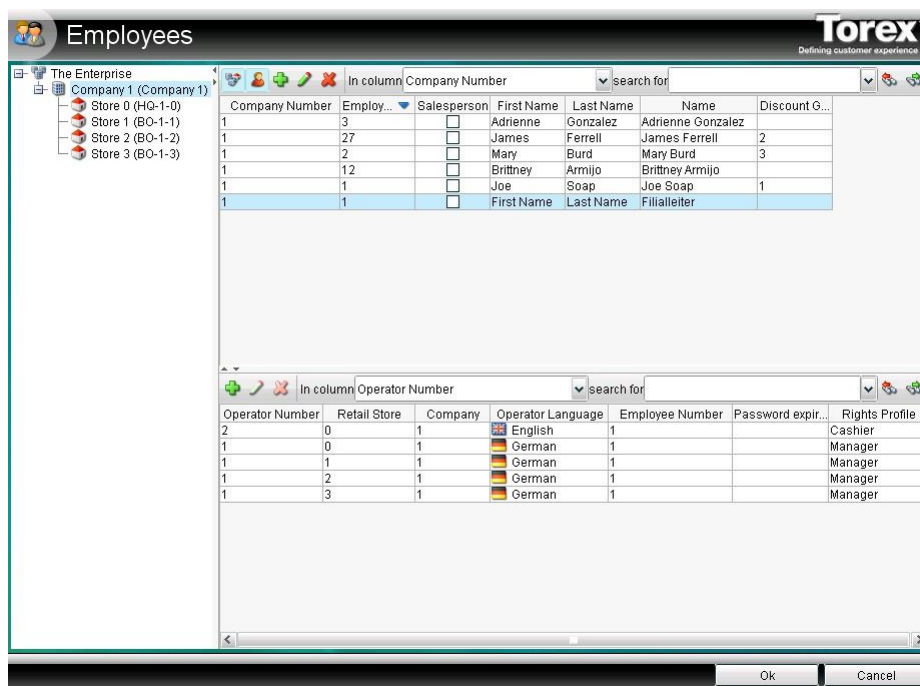 Employees
Torex
Defining customer experience
The Enterprise
Company 1 (Company 1)
Store 0 (HQ-1-0)
Store 1 (BO-1-1)
Store 2 (BO-1-2)
Store 3 (BO-1-3)
In column Company Number search for
Company Number Employ... Salesperson First Name Last Name Name Discount G...
1 3 Adrienne Gonzalez Adrienne Gonzalez
1 27 James Ferrell James Ferrell 2
1 2 Mary Burd Mary Burd 3
1 12 Brittney Armijo Brittney Armijo
1 1 Joe Soap Joe Soap 1
1 1 First Name Last Name Filialleiter
In column Operator Number search for
Operator Number Retail Store Company Operator Language Employee Number Password expir... Rights Profile
2 0 1 English 1 Cashier
1 0 1 German 1 Manager
1 1 1 German 1 Manager
1 2 1 German 1 Manager
1 3 1 German 1 Manager
Ok Cancel